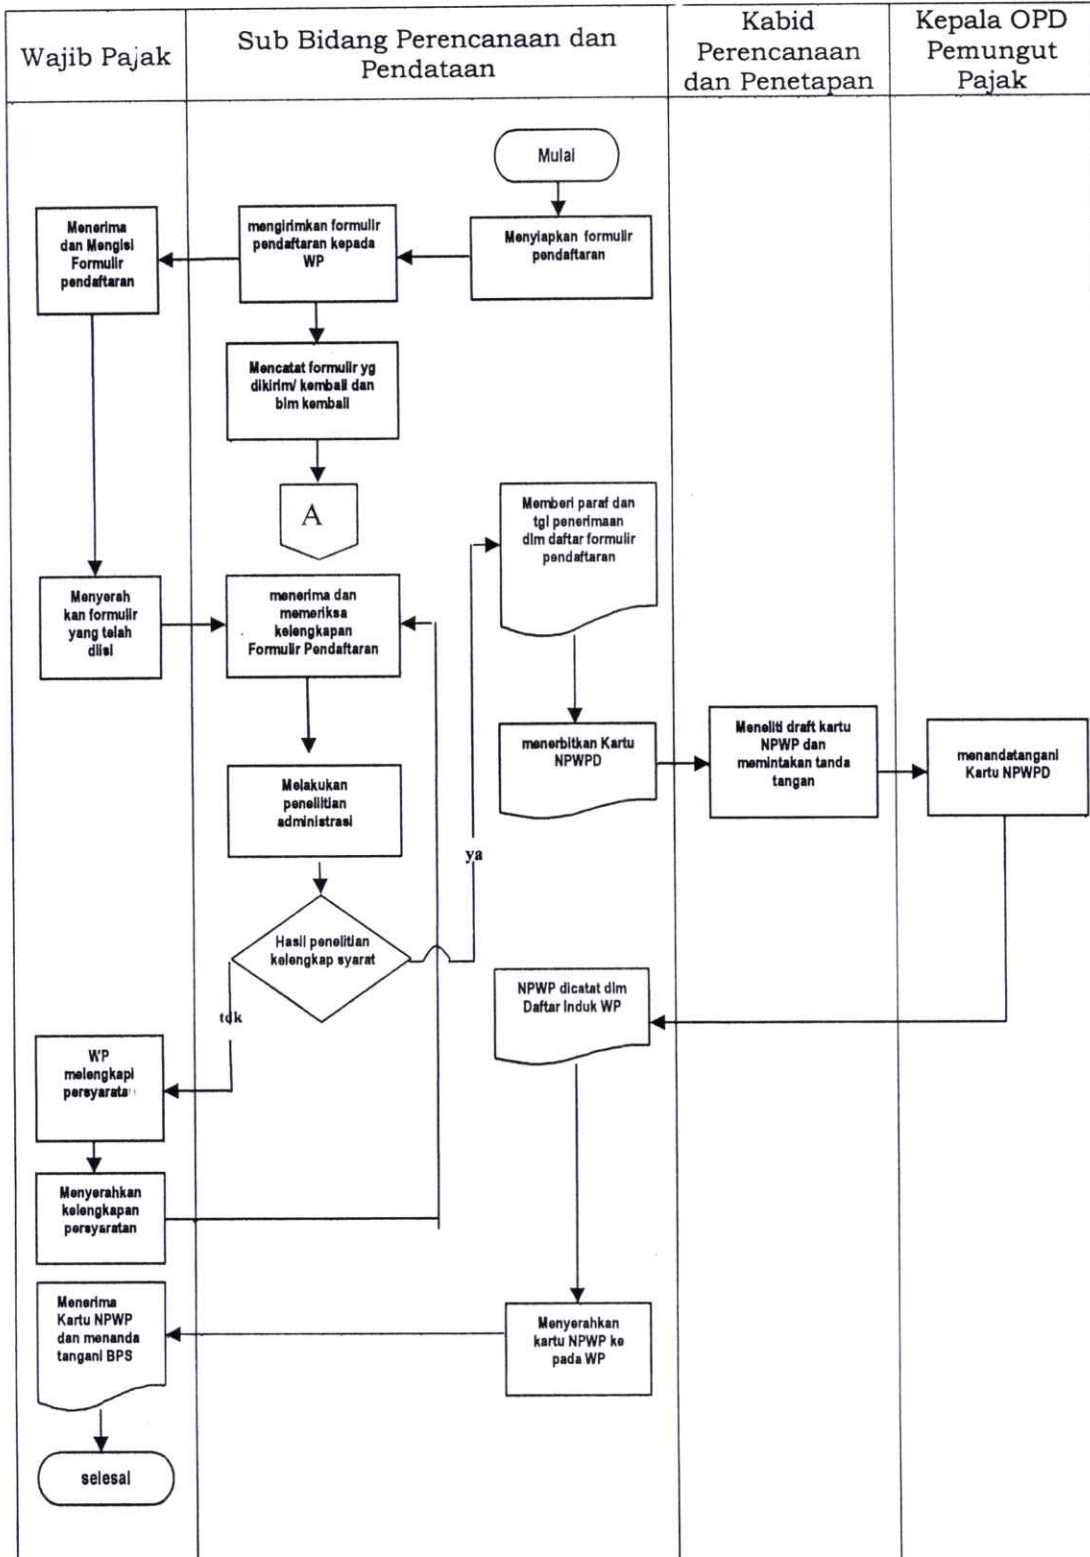 Wajib Pajak
Sub Bidang Perencanaan dan
Pendataan
Kabid
Perencanaan
dan Penetapan
Kepala OPD
Pemungut
Pajak
Mulai
Menerima
dan Mengisi
Formulir
pendaftaran
mengirimkan formulir
pendaftaran kepada
WP
Menyiapkan formulir
pendaftaran
Mencatat formulir yg
dikirim/ kembali dan
blm kembali
A
Memberi paraf dan
tgl penerimaan
dlm daftar formulir
pendaftaran
Menyerah
kan formulir
yang telah
diisi
menerima dan
memeriksa
kelengkapan
Formulir Pendaftaran
menerbitkan Kartu
NPWPD
Meneliti draft kartu
NPWP dan
memintakan tanda
tangan
menandatangani
Kartu NPWPD
Melakukan
penelitian
administrasi
ya
Hasil penelitian
kelengkap syarat
tdk
NPWP dicatat dlm
Daftar Induk WP
WP
melengkapi
persyarata
Menyerahkan
kelengkapan
persyaratan
Menerima
Kartu NPWP
dan menanda
tangani BPS
Menyerahkan
kartu NPWP ke
pada WP
selesai